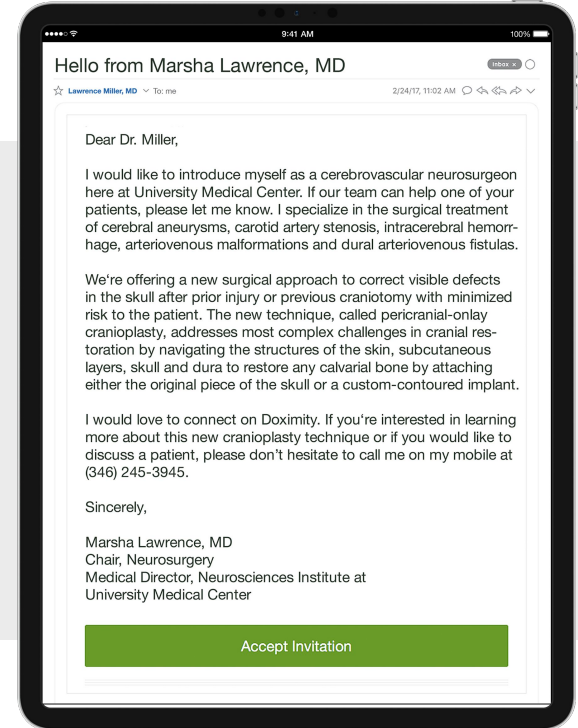 9:41 AM
100%
Hello from Marsha Lawrence, MD
Inbox x
Lawrence Miller, MD To: me
2/24/17, 11:02 AM
Dear Dr. Miller,
I would like to introduce myself as a cerebrovascular neurosurgeon
here at University Medical Center. If our team can help one of your
patients, please let me know. I specialize in the surgical treatment
of cerebral aneurysms, carotid artery stenosis, intracerebral hemorr-
hage, arteriovenous malformations and dural arteriovenous fistulas.
We‘re offering a new surgical approach to correct visible defects
in the skull after prior injury or previous craniotomy with minimized
risk to the patient. The new technique, called pericranial-onlay
cranioplasty, addresses most complex challenges in cranial res-
toration by navigating the structures of the skin, subcutaneous
layers, skull and dura to restore any calvarial bone by attaching
either the original piece of the skull or a custom-contoured implant.
I would love to connect on Doximity. If you‘re interested in learning
more about this new cranioplasty technique or if you would like to
discuss a patient, please don’t hesitate to call me on my mobile at
(346) 245-3945.
Sincerely,
Marsha Lawrence, MD
Chair, Neurosurgery
Medical Director, Neurosciences Institute at
University Medical Center
Accept Invitation